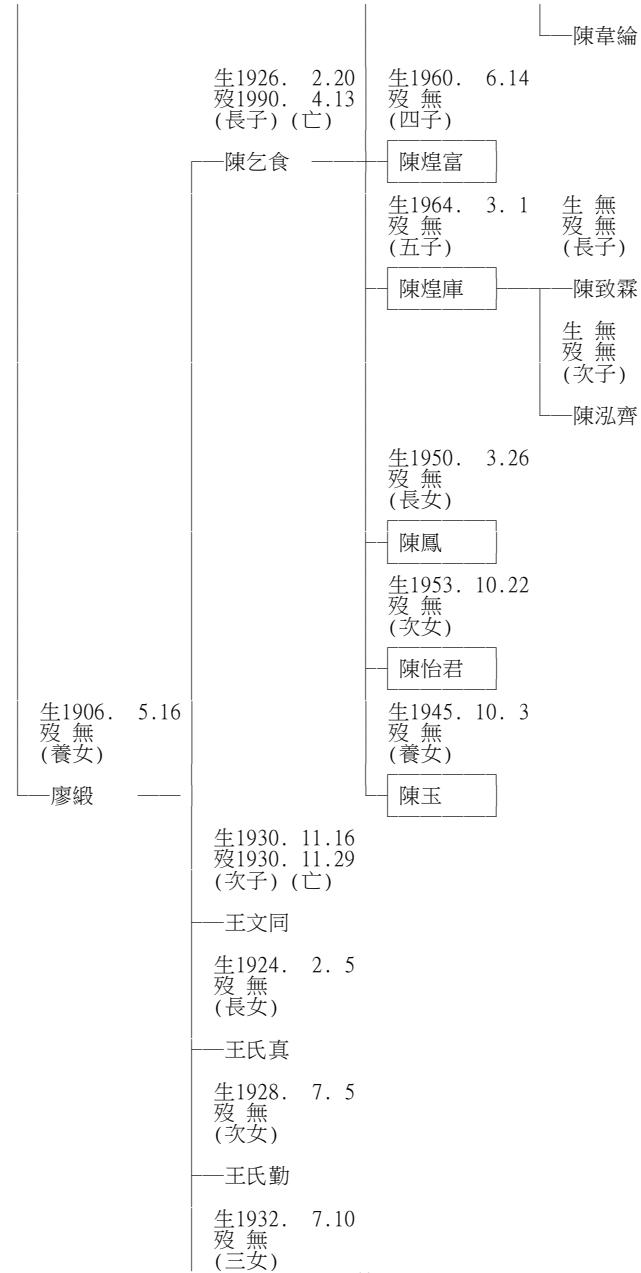 陳韋綸
生1926. 2.20 生1960. 6.14
歿1990. 4.13 歿 無
(長子)(亡) (四子)
陳乞食 陳煌富
生1964. 3. 1 生 無
歿 無 歿 無
(五子) (長子)
陳煌庫 陳致霖
生 無
歿 無
(次子)
陳泓齊
生1950. 3.26
歿 無
(長女)
陳鳳
生1953. 10.22
歿 無
(次女)
陳怡君
生1906. 5.16 生1945. 10. 3
歿 無 歿 無
(養女) (養女)
廖緞 陳玉
生1930. 11.16
歿1930. 11.29
(次子)(亡)
王文同
生1924. 2. 5
歿 無
(長女)
王氏真
生1928. 7. 5
歿 無
(次女)
王氏勤
生1932. 7.10
歿 無
(三女)